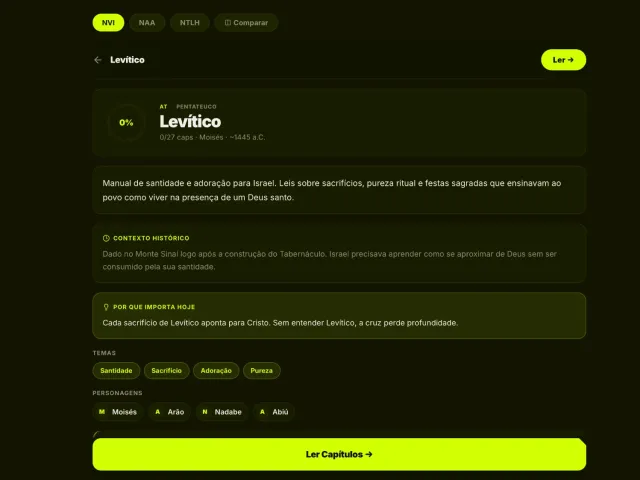 NVI NAA NTLH Comparar
← Levítico Ler →
0% AT PENTATEUCO
Levítico
0/27 caps · Moisés · ~1445 a.C.
Manual de santidade e adoração para Israel. Leis sobre sacrifícios, pureza ritual e festas sagradas que ensinavam ao
povo como viver na presença de um Deus santo.
CONTEXTO HISTÓRICO
Dado no Monte Sinai logo após a construção do Tabernáculo. Israel precisava aprender como se aproximar de Deus sem ser
consumido pela sua santidade.
POR QUE IMPORTA HOJE
Cada sacrifício de Levítico aponta para Cristo. Sem entender Levítico, a cruz perde profundidade.
TEMAS
Santidade Sacrifício Adoração Pureza
PERSONAGENS
M Moisés A Arão N Nadabe A Abiú
Ler Capítulos →